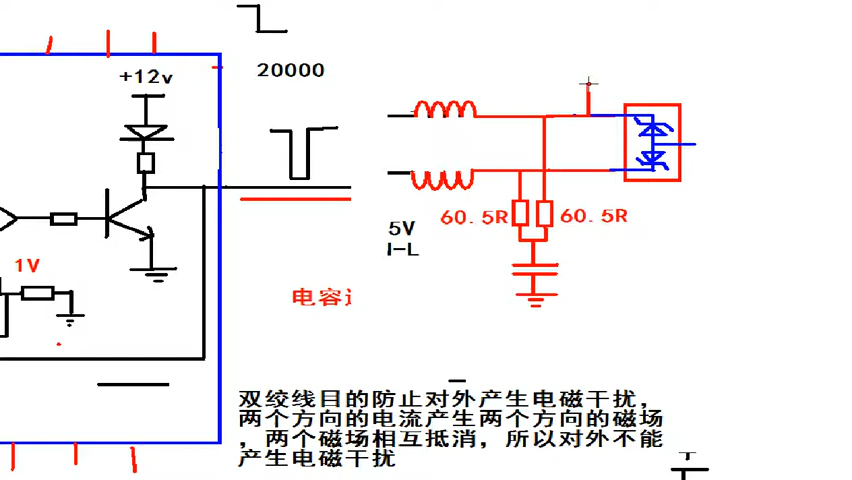 +12v
20000
60.5R
60.5R
5V
I-L
1V
电容
双绞线目的防止对外产生电磁干扰，
两个方向的电流产生两个方向的磁场
，两个磁场相互抵消，所以对外不能
产生电磁干扰